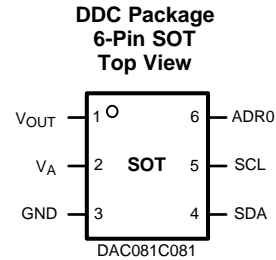 DDC Package
6-Pin SOT
Top View
VOUT 1 6 ADR0
VA 2 SOT 5 SCL
GND 3 4 SDA
DAC081C081